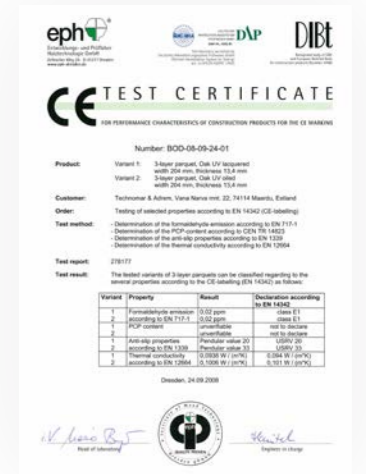 eph
Entwicklungs- und Prüflabor
Holztechnologie GmbH
DAP
DIBt
CE TEST CERTIFICATE
FOR PERFORMANCE CHARACTERISTICS OF CONSTRUCTION PRODUCTS FOR THE CE MARKING
Number: BOD-08-09-24-01
Product: Variant 1: 3-layer parquet, Oak UV lacquered
width 204 mm, thickness 13,4 mm
Variant 2: 3-layer parquet, Oak UV oiled
width 204 mm, thickness 13,4 mm
Customer: Technomar & Adrem, Vana Narva mnt. 22, 74114 Maardu, Estland
Order: Testing of selected properties according to EN 14342 (CE-labelling)
Test method: - Determination of the formaldehyde emission according to EN 717-1
- Determination of the PCP-content according to CEN TR 14823
- Determination of the anti-slip properties according to EN 1339
- Determination of the thermal conductivity according to EN 12664
Test report: 278177
Test result: The tested variants of 3-layer parquets can be classified regarding to the
several properties according to the CE-labelling (EN 14342) as follows:
Variant Property Result Declaration according
to EN 14342
1 Formaldehyde emission 0,02 ppm class E1
2 according to EN 717-1 0,02 ppm class E1
1 PCP content unverifiable not to declare
2 unverifiable not to declare
1 Anti-slip properties Pendular value 20 USRV 20
2 according to EN 1339 Pendular value 33 USRV 33
1 Thermal conductivity 0,0938 W / (m*K) 0,094 W / (m*K)
2 according to EN 12664 0,1006 W / (m*K) 0,101 W / (m*K)
Dresden, 24.09.2008
Head of laboratory
Engineer in charge